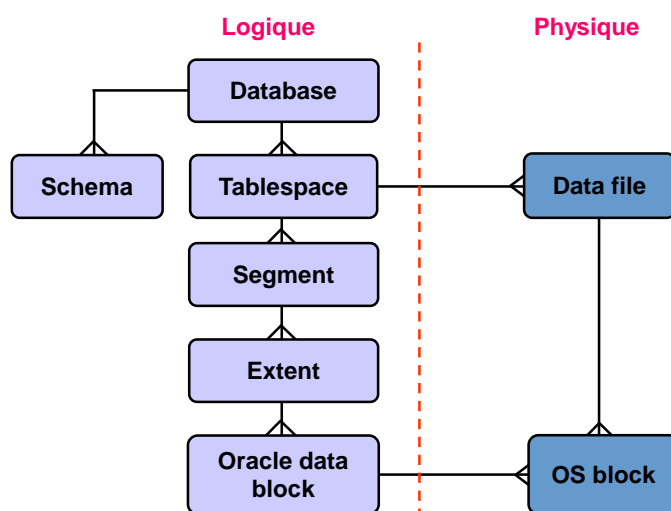 Logique
Physique
Database
Schema
Tablespace
Data file
Segment
Extent
Oracle data
block
OS block